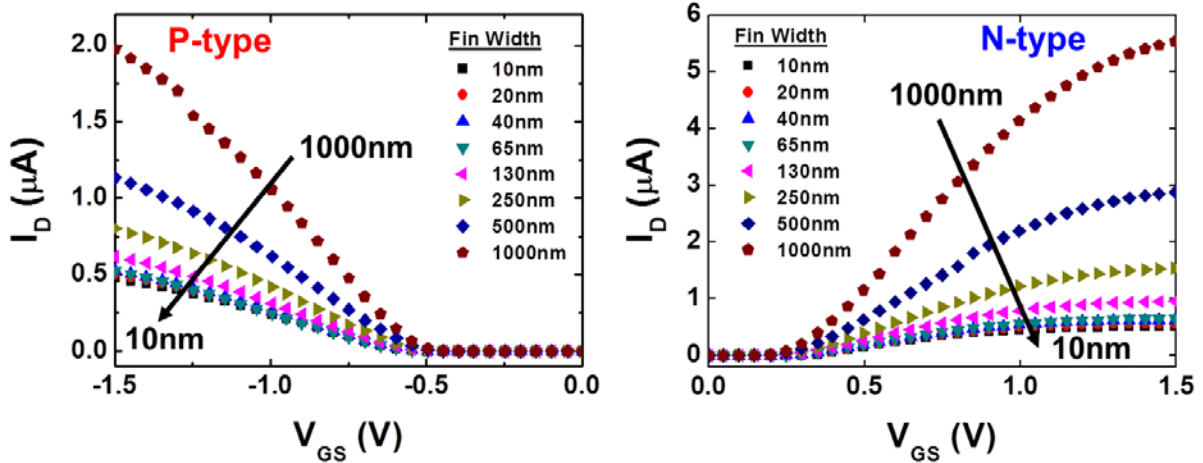 P-type
Fin Width
10nm
20nm
40nm
65nm
130nm
250nm
500nm
1000nm
1000nm
10nm
2.0
1.5
1.0
0.5
0.0
-1.5
-1.0
-0.5
0.0
I_D (μA)
V_GS (V)
N-type
Fin Width
10nm
20nm
40nm
65nm
130nm
250nm
500nm
1000nm
1000nm
10nm
6
5
4
3
2
1
0
0.0
0.5
1.0
1.5
I_D (μA)
V_GS (V)